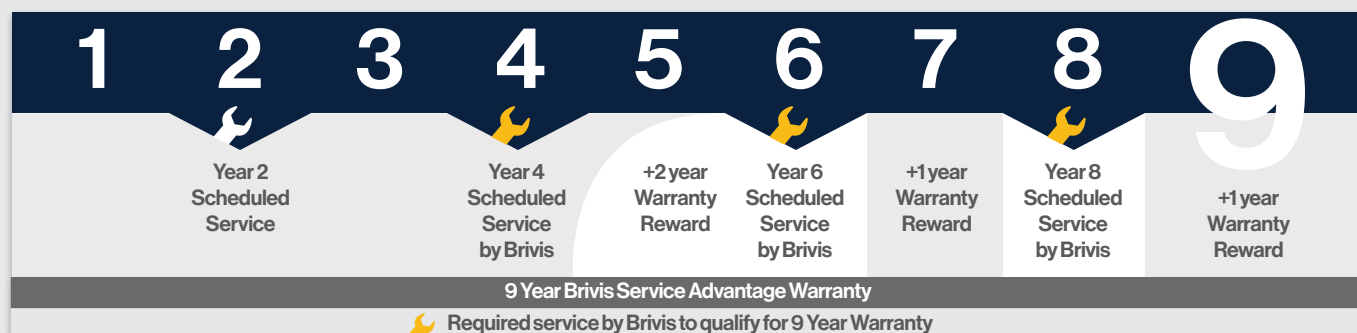 1 2 3 4 5 6 7 8 9
Year 2
Scheduled
Service
Year 4
Scheduled
Service
by Brivis
+2 year
Warranty
Reward
Year 6
Scheduled
Service
by Brivis
+1 year
Warranty
Reward
Year 8
Scheduled
Service
by Brivis
+1 year
Warranty
Reward
9 Year Brivis Service Advantage Warranty
Required service by Brivis to qualify for 9 Year Warranty